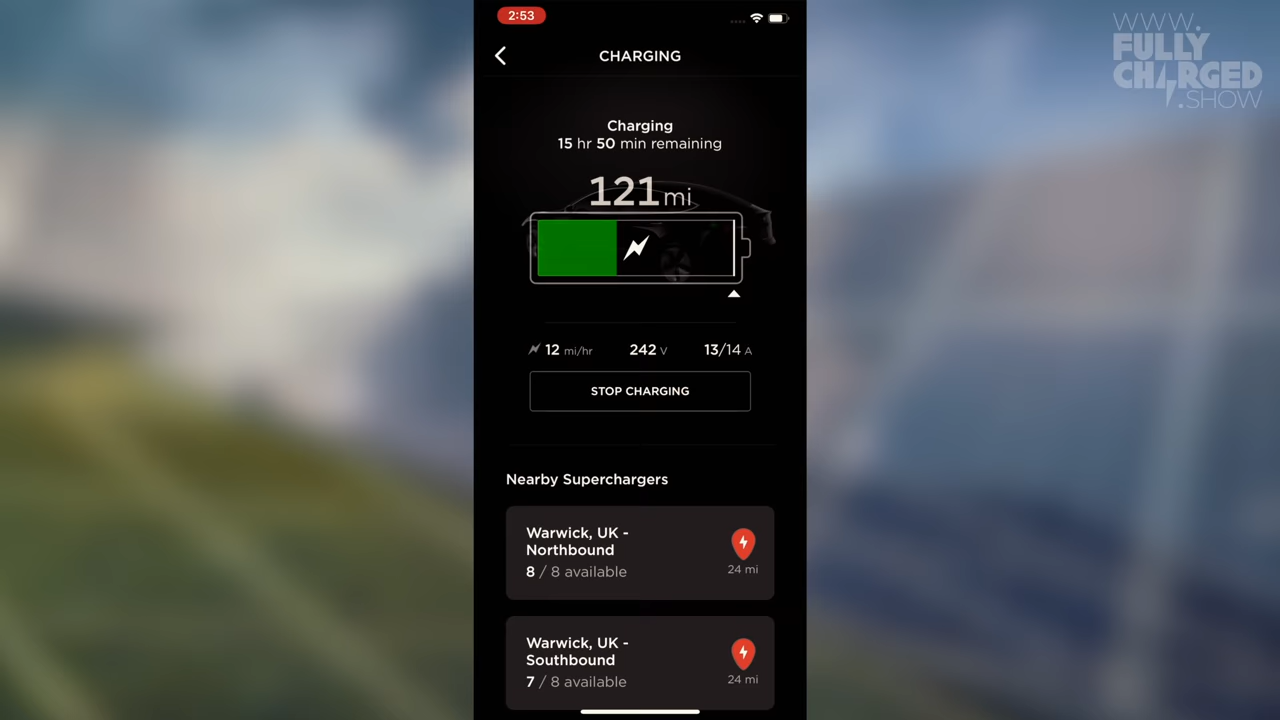 2:53
WWW.
FULLY
CHARGED
.SHOW
CHARGING
Charging
15 hr 50 min remaining
121 mi
12 mi/hr 242 V 13/14 A
STOP CHARGING
Nearby Superchargers
Warwick, UK -
Northbound
8 / 8 available
24 mi
Warwick, UK -
Southbound
7 / 8 available
24 mi